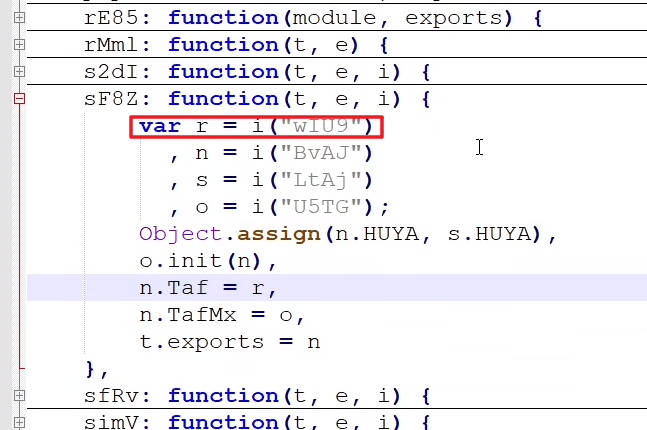 rE85: function(module, exports) {
rMml: function(t, e) {
s2dI: function(t, e, i) {
sF8Z: function(t, e, i) {
var r = i("wIU9")
, n = i("BvAJ")
, s = i("LtAj")
, o = i("U5TG");
Object.assign(n.HUYA, s.HUYA),
o.init(n),
n.Taf = r,
n.TafMx = o,
t.exports = n
},
sfRv: function(t, e, i) {
simV: function(t, e, i) {